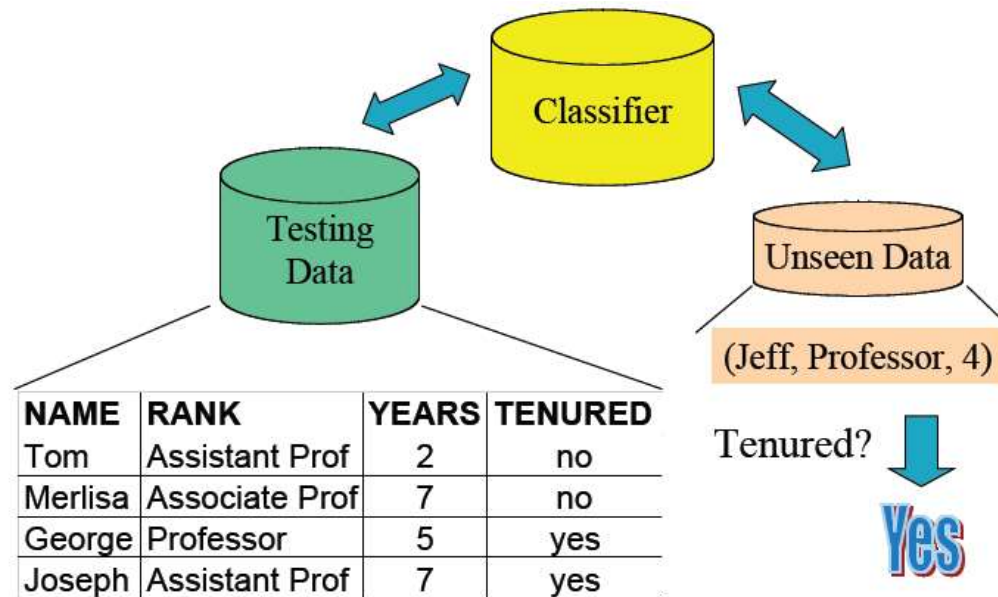 Classifier
Testing
Data
Unseen Data
(Jeff, Professor, 4)
NAME RANK YEARS TENURED
Tom Assistant Prof 2 no
Merlisa Associate Prof 7 no
George Professor 5 yes
Joseph Assistant Prof 7 yes
Tenured?
Yes